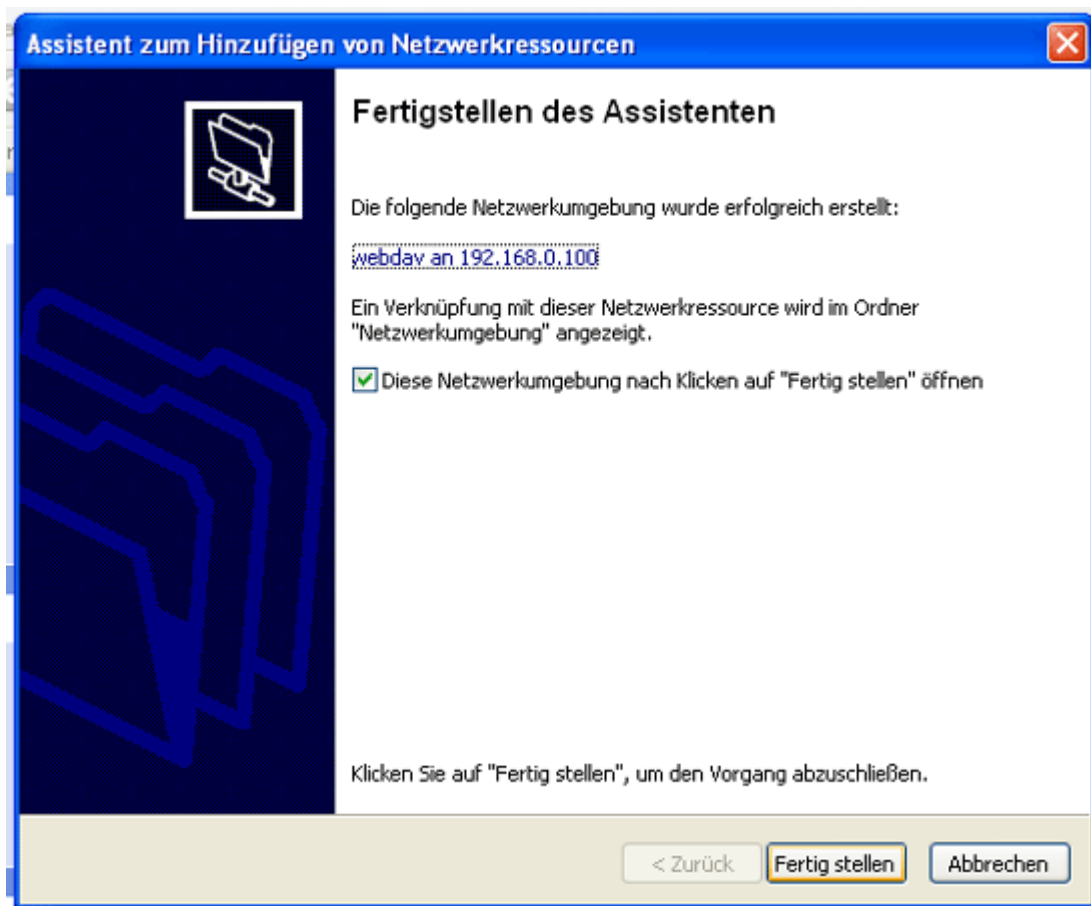 Assistent zum Hinzufügen von Netzwerkressourcen
Fertigstellen des Assistenten
Die folgende Netzwerkumgebung wurde erfolgreich erstellt:
webdav an 192.168.0.100
Ein Verknüpfung mit dieser Netzwerkressource wird im Ordner
"Netzwerkumgebung" angezeigt.
Diese Netzwerkumgebung nach Klicken auf "Fertig stellen" öffnen
Klicken Sie auf "Fertig stellen", um den Vorgang abzuschließen.
< Zurück Fertig stellen Abbrechen